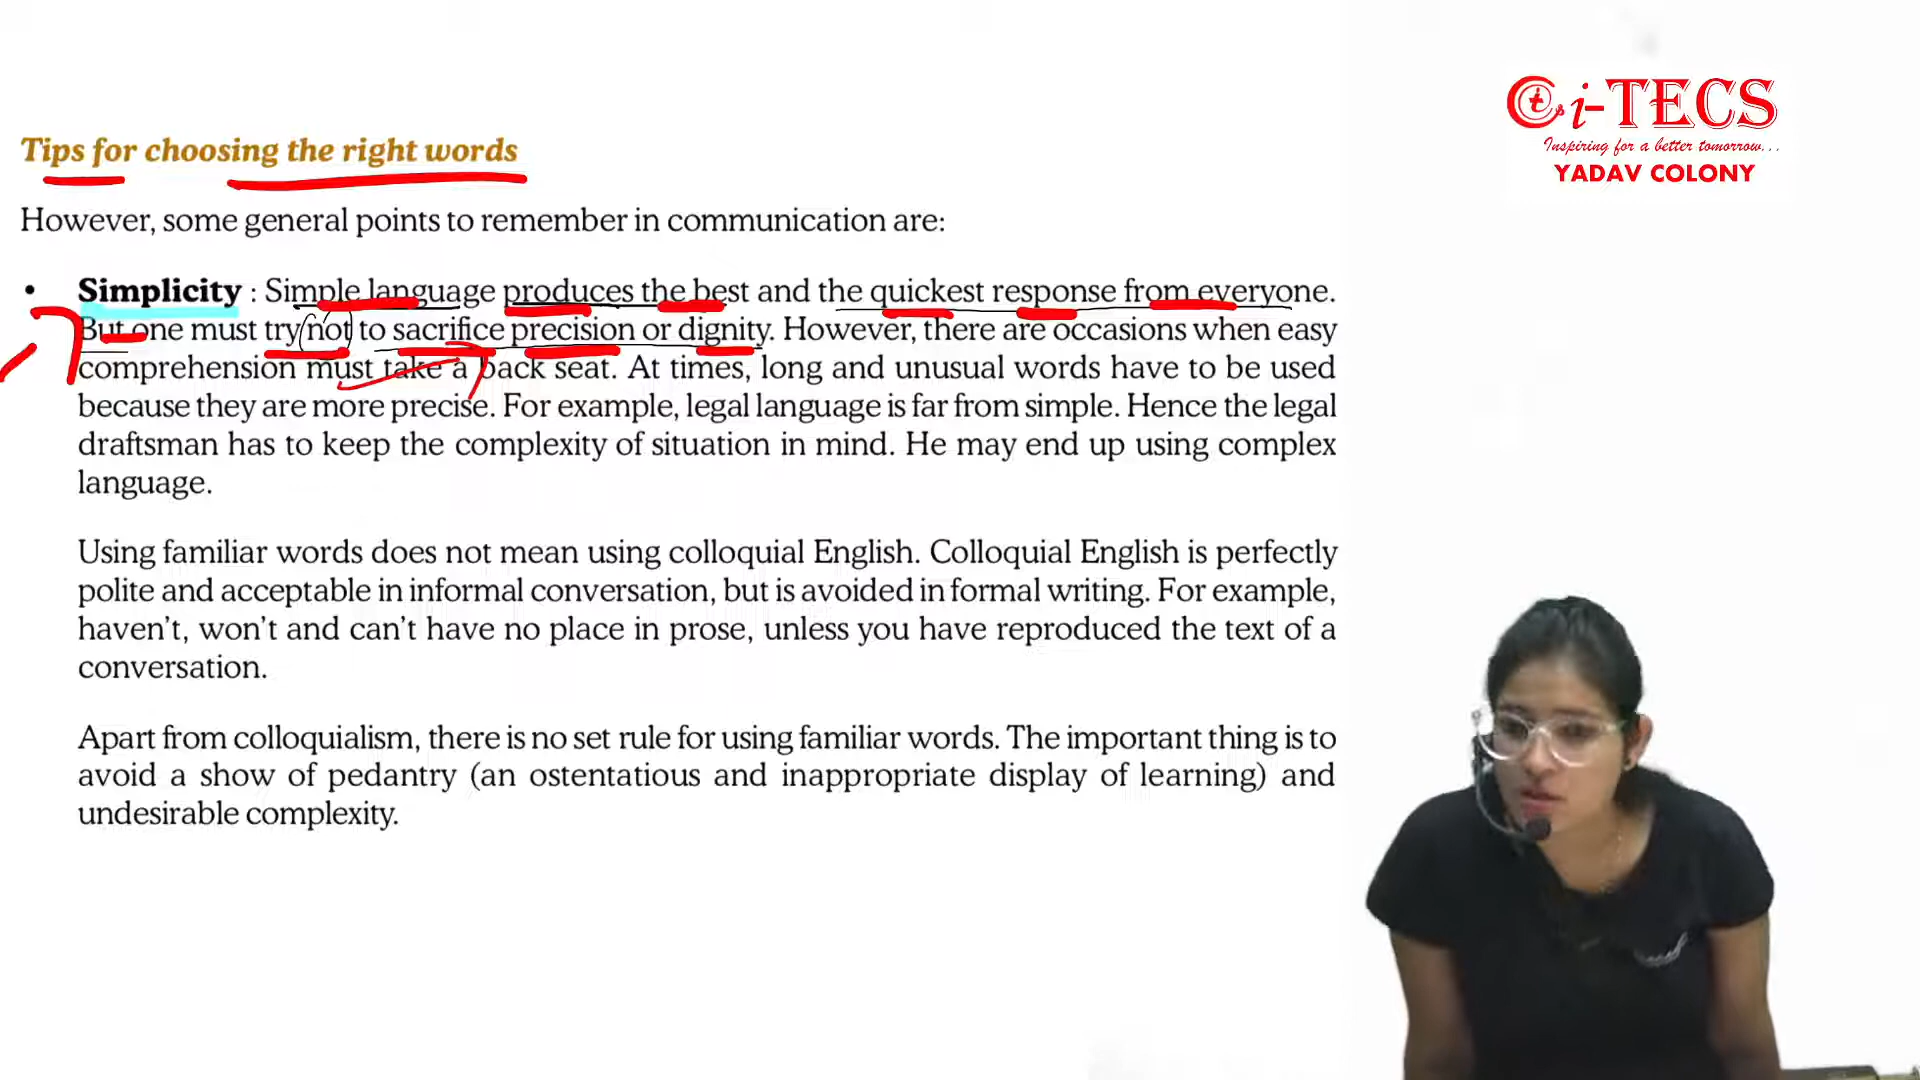 i-TECS
Inspiring for a better tomorrow...
YADAV COLONY
Tips for choosing the right words
However, some general points to remember in communication are:
• Simplicity : Simple language produces the best and the quickest response from everyone.
But one must try not to sacrifice precision or dignity. However, there are occasions when easy
comprehension must take a back seat. At times, long and unusual words have to be used
because they are more precise. For example, legal language is far from simple. Hence the legal
draftsman has to keep the complexity of situation in mind. He may end up using complex
language.
Using familiar words does not mean using colloquial English. Colloquial English is perfectly
polite and acceptable in informal conversation, but is avoided in formal writing. For example,
haven't, won't and can't have no place in prose, unless you have reproduced the text of a
conversation.
Apart from colloquialism, there is no set rule for using familiar words. The important thing is to
avoid a show of pedantry (an ostentatious and inappropriate display of learning) and
undesirable complexity.